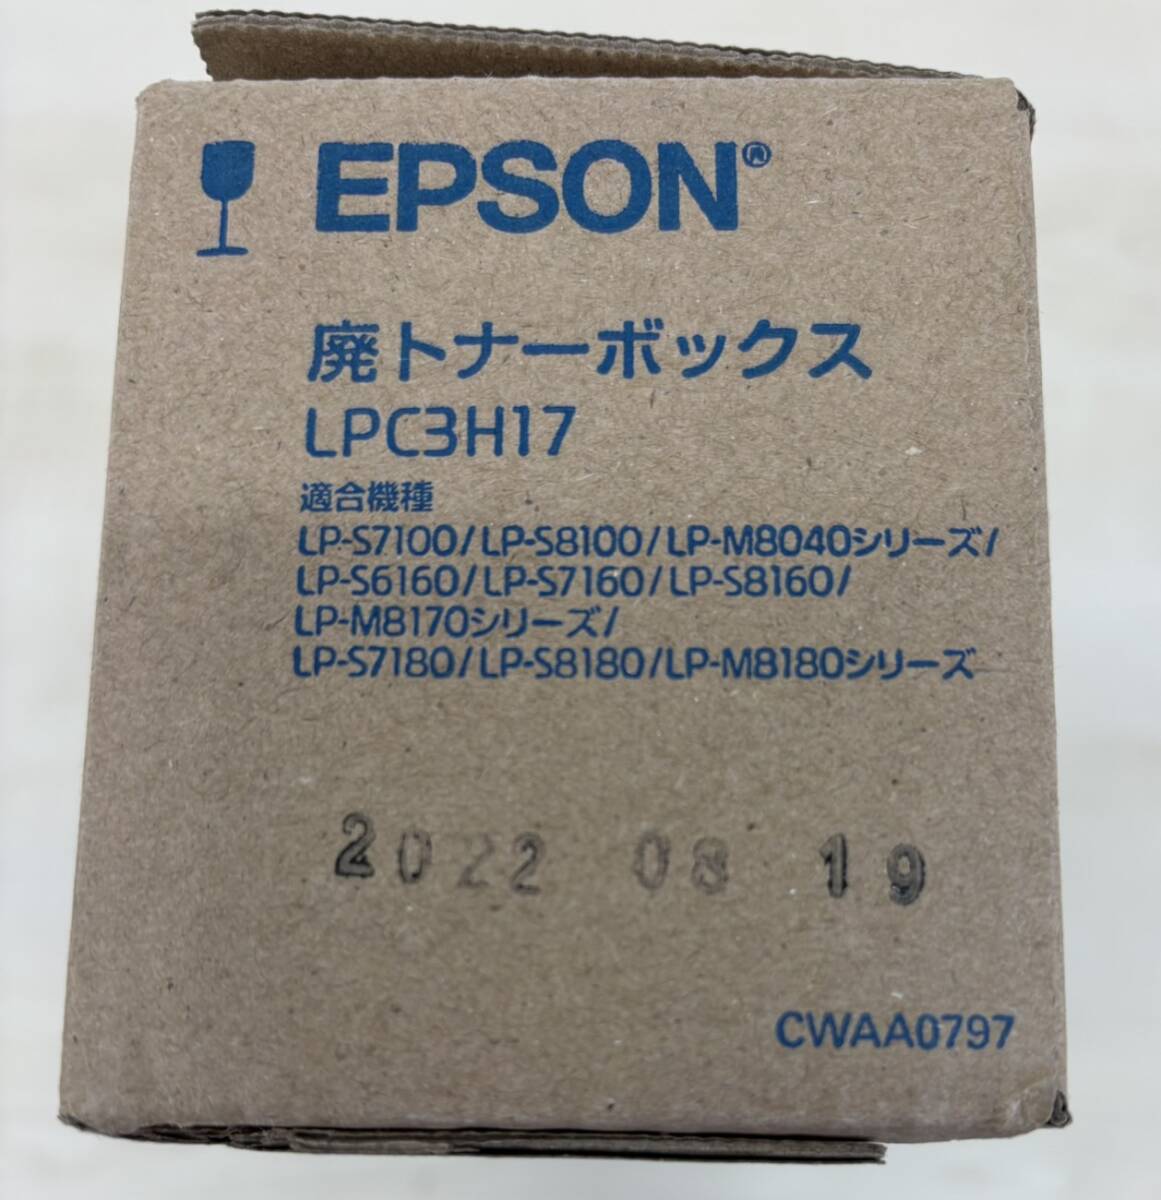 EPSON®
廃トナーボックス
LPC3H17
適合機種
LP-S7100/LP-S8100/LP-M8040シリーズ/
LP-S6160/LP-S7160/LP-S8160/
LP-M8170シリーズ/
LP-S7180/LP-S8180/LP-M8180シリーズ
2022 08 19
CWAA0797